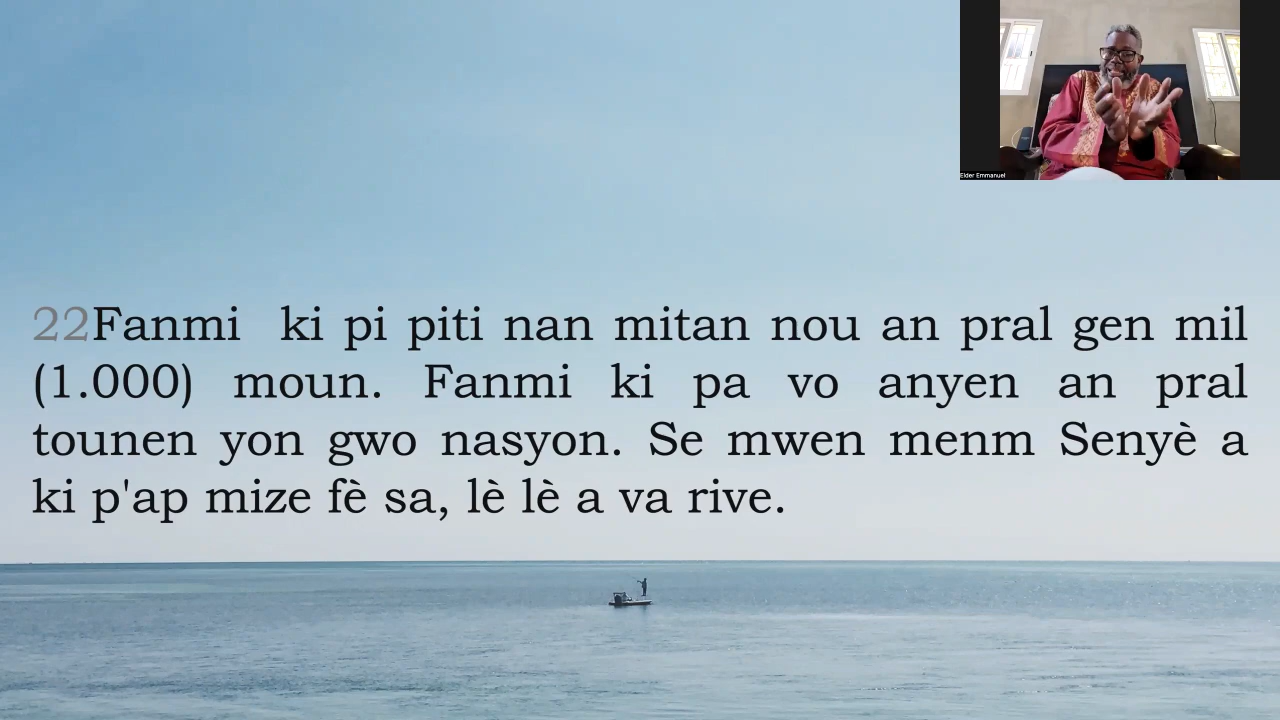 Elder Emmanuel
22Fanmi ki pi piti nan mitan nou an pral gen mil
(1.000) moun. Fanmi ki pa vo anyen an pral
tounen yon gwo nasyon. Se mwen menm Senyè a
ki p'ap mize fè sa, lè lè a va rive.